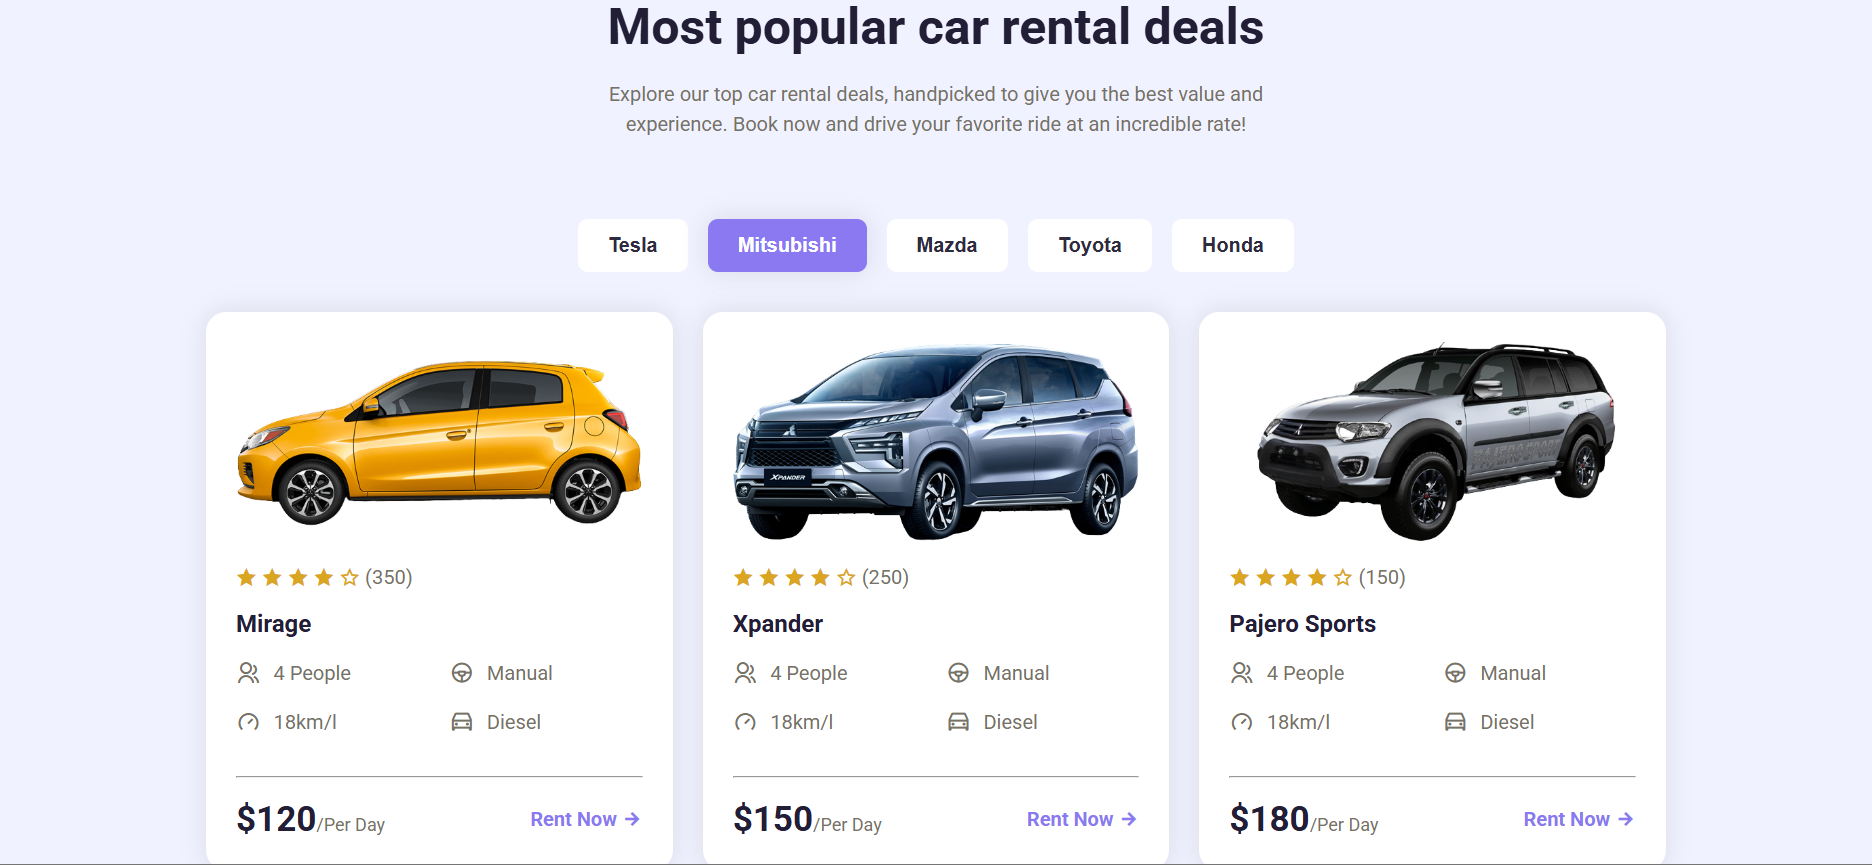 Most popular car rental deals
Explore our top car rental deals, handpicked to give you the best value and
experience. Book now and drive your favorite ride at an incredible rate!
Tesla
Mitsubishi
Mazda
Toyota
Honda
XPANDER
PAJERO SPORT
(350)
Mirage
4 People
Manual
18km/l
Diesel
$120/Per Day
Rent Now
(250)
Xpander
4 People
Manual
18km/l
Diesel
$150/Per Day
Rent Now
(150)
Pajero Sports
4 People
Manual
18km/l
Diesel
$180/Per Day
Rent Now